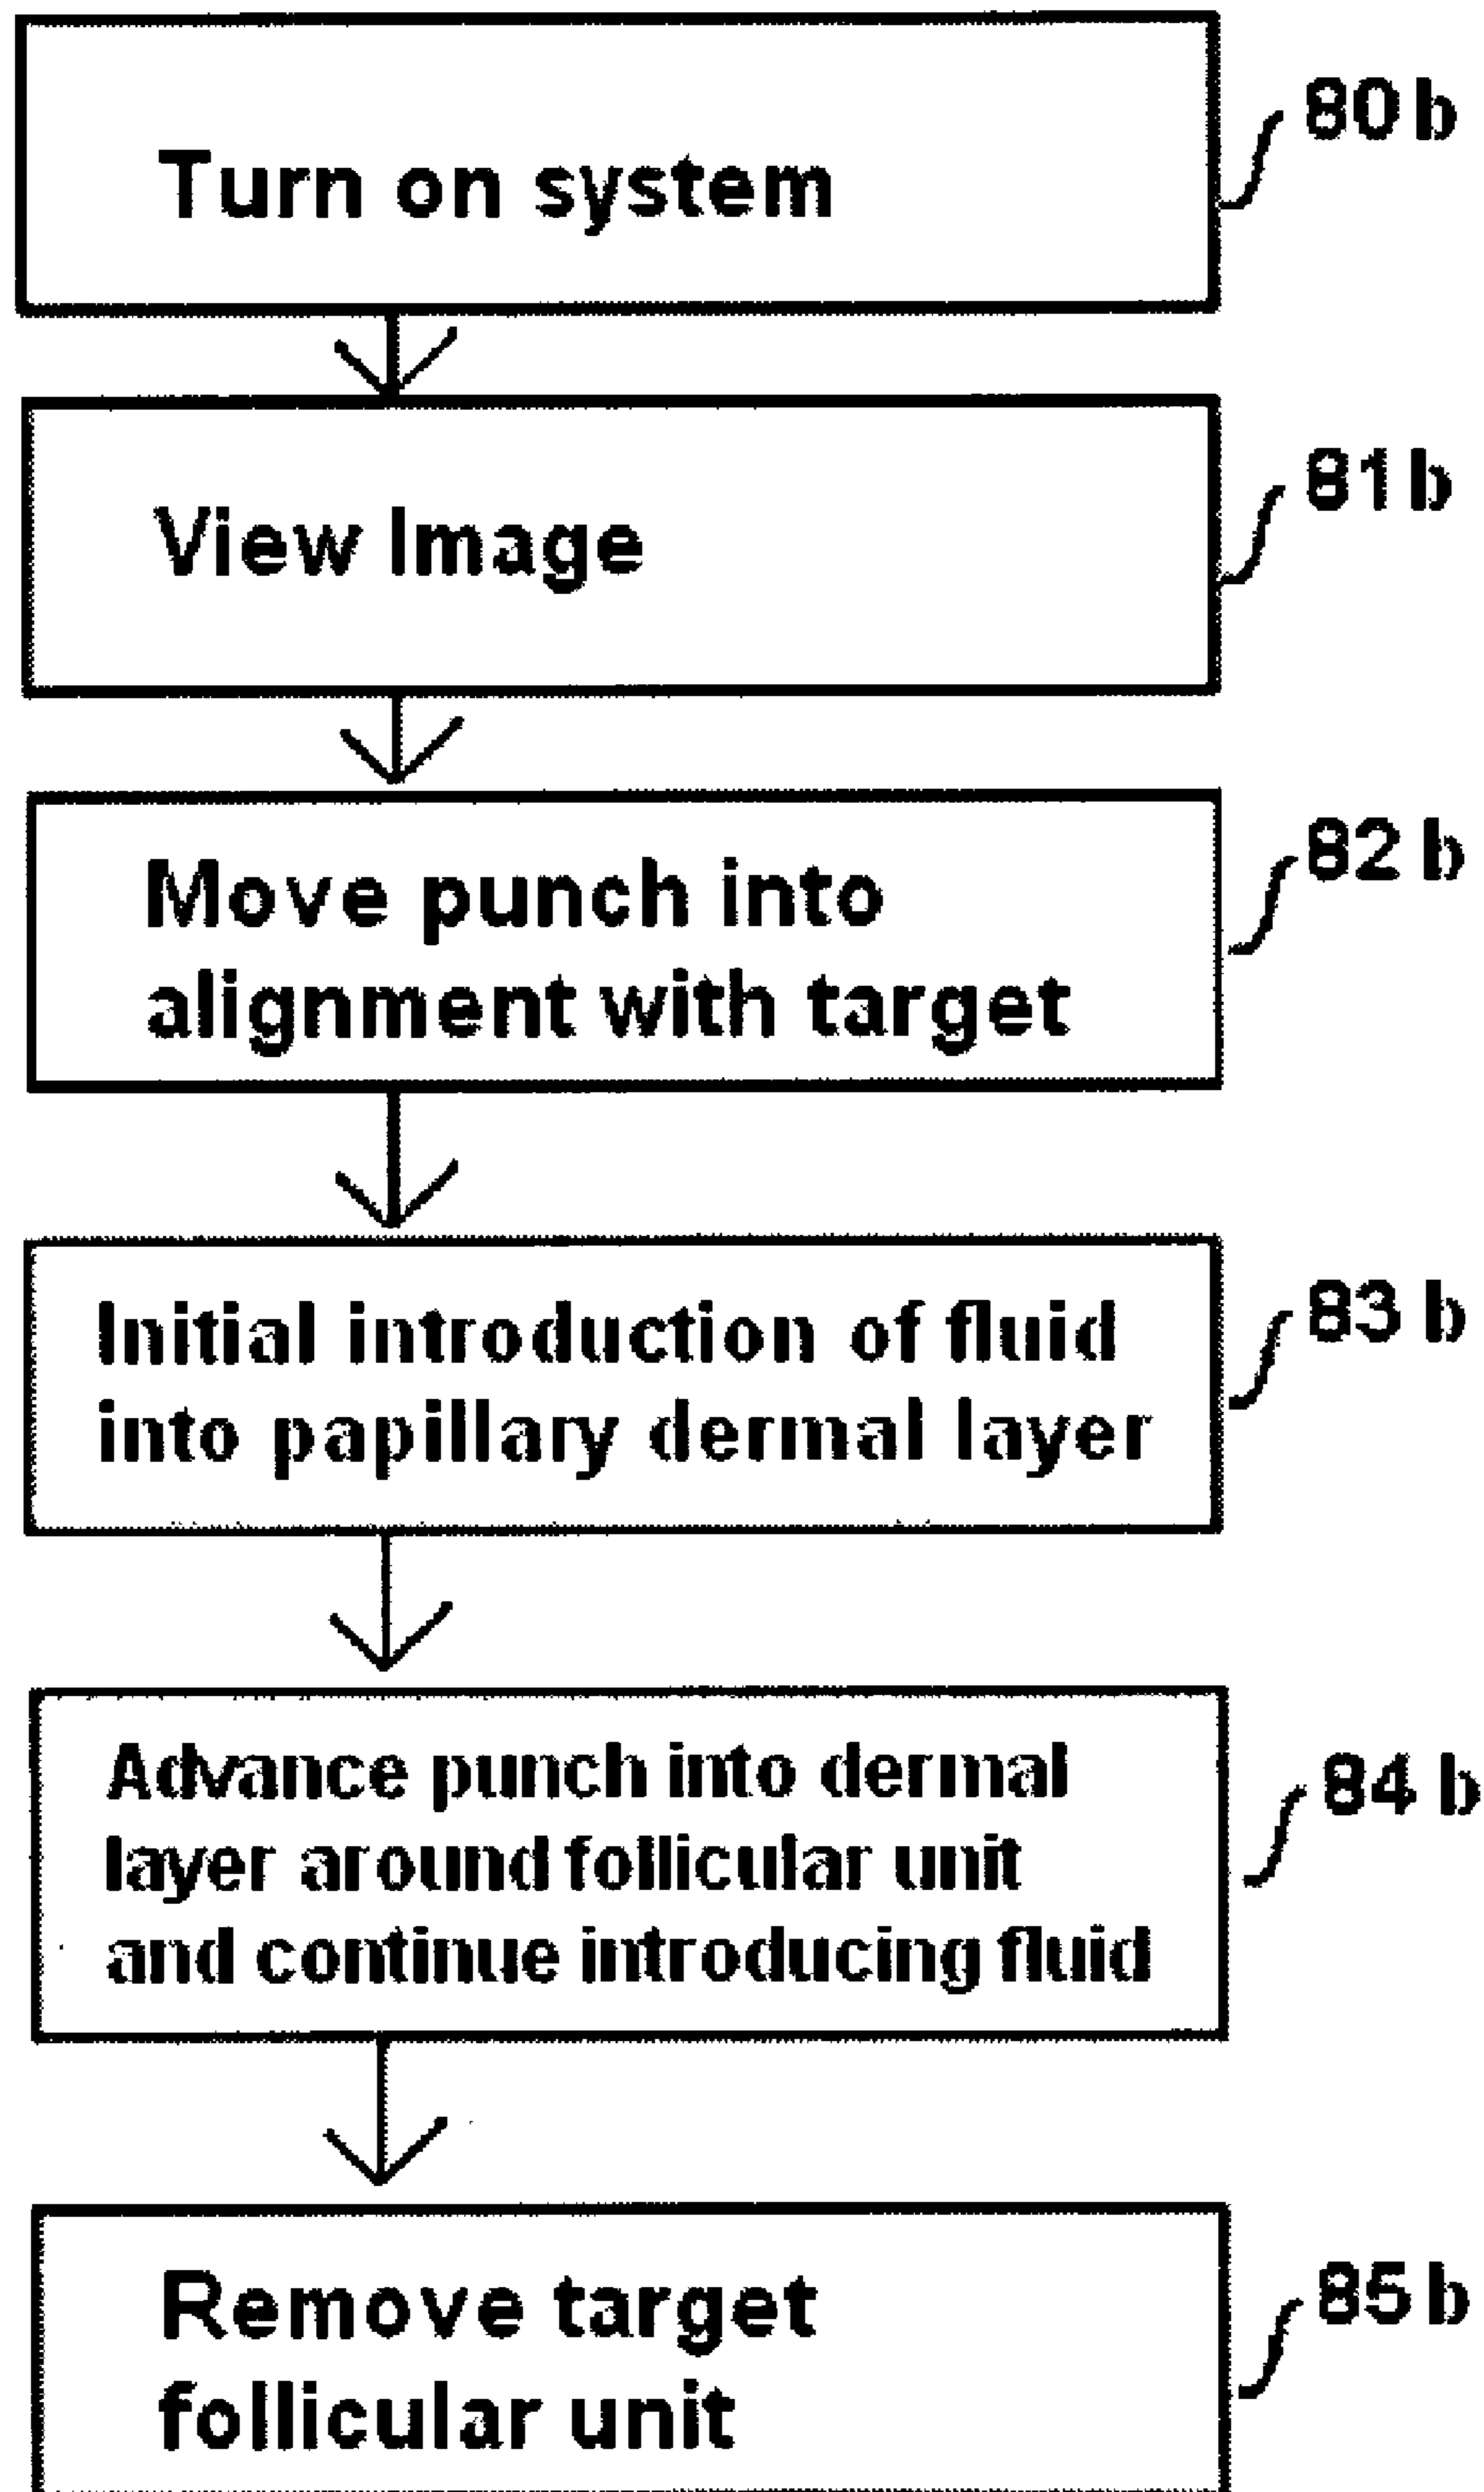 Turn on system
80b
View Image
81b
Move punch into
alignment with target
82b
Initial introduction of fluid
into papillary dermal layer
83b
Advance punch into dermal
layer around follicular unit
and continue introducing fluid
84b
Remove target
follicular unit
85b